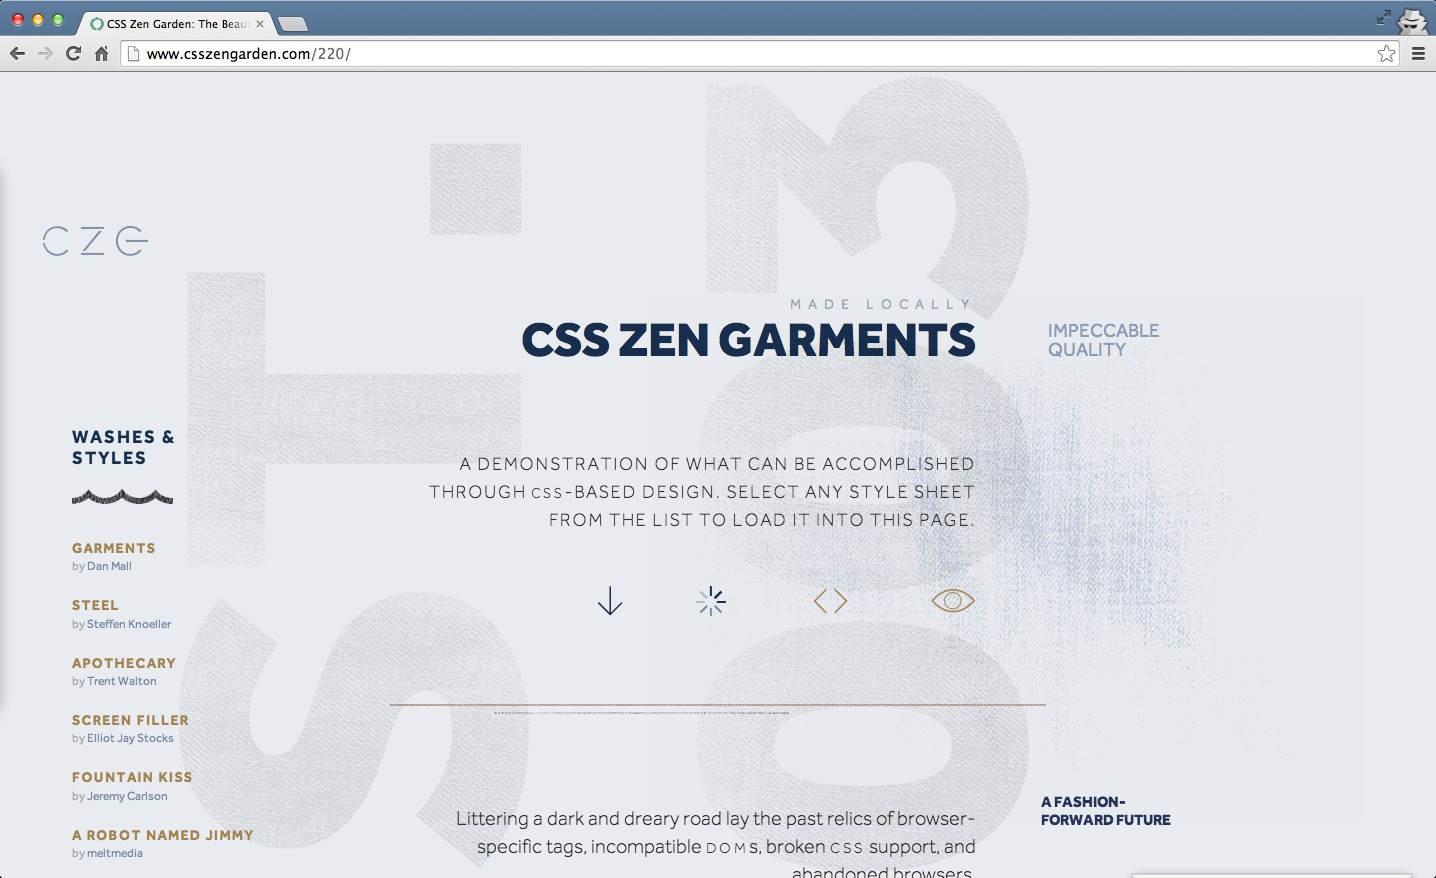 CSS Zen Garden: The Beau
www.csszengarden.com/220/
CZG
ST.
MADE LOCALLY
CSS ZEN GARMENTS
IMPECCABLE
QUALITY
WASHES &
STYLES
A DEMONSTRATION OF WHAT CAN BE ACCOMPLISHED
THROUGH CSS-BASED DESIGN. SELECT ANY STYLE SHEET
FROM THE LIST TO LOAD IT INTO THIS PAGE.
GARMENTS
by Dan Mall
STEEL
by Steffen Knoeller
APOTHECARY
by Trent Walton
SCREEN FILLER
by Elliot Jay Stocks
FOUNTAIN KISS
by Jeremy Carlson
A ROBOT NAMED JIMMY
by meltmedia
Littering a dark and dreary road lay the past relics of browser-
specific tags, incompatible DOMs, broken CSS support, and
abandoned browsers.
A FASHION-
FORWARD FUTURE